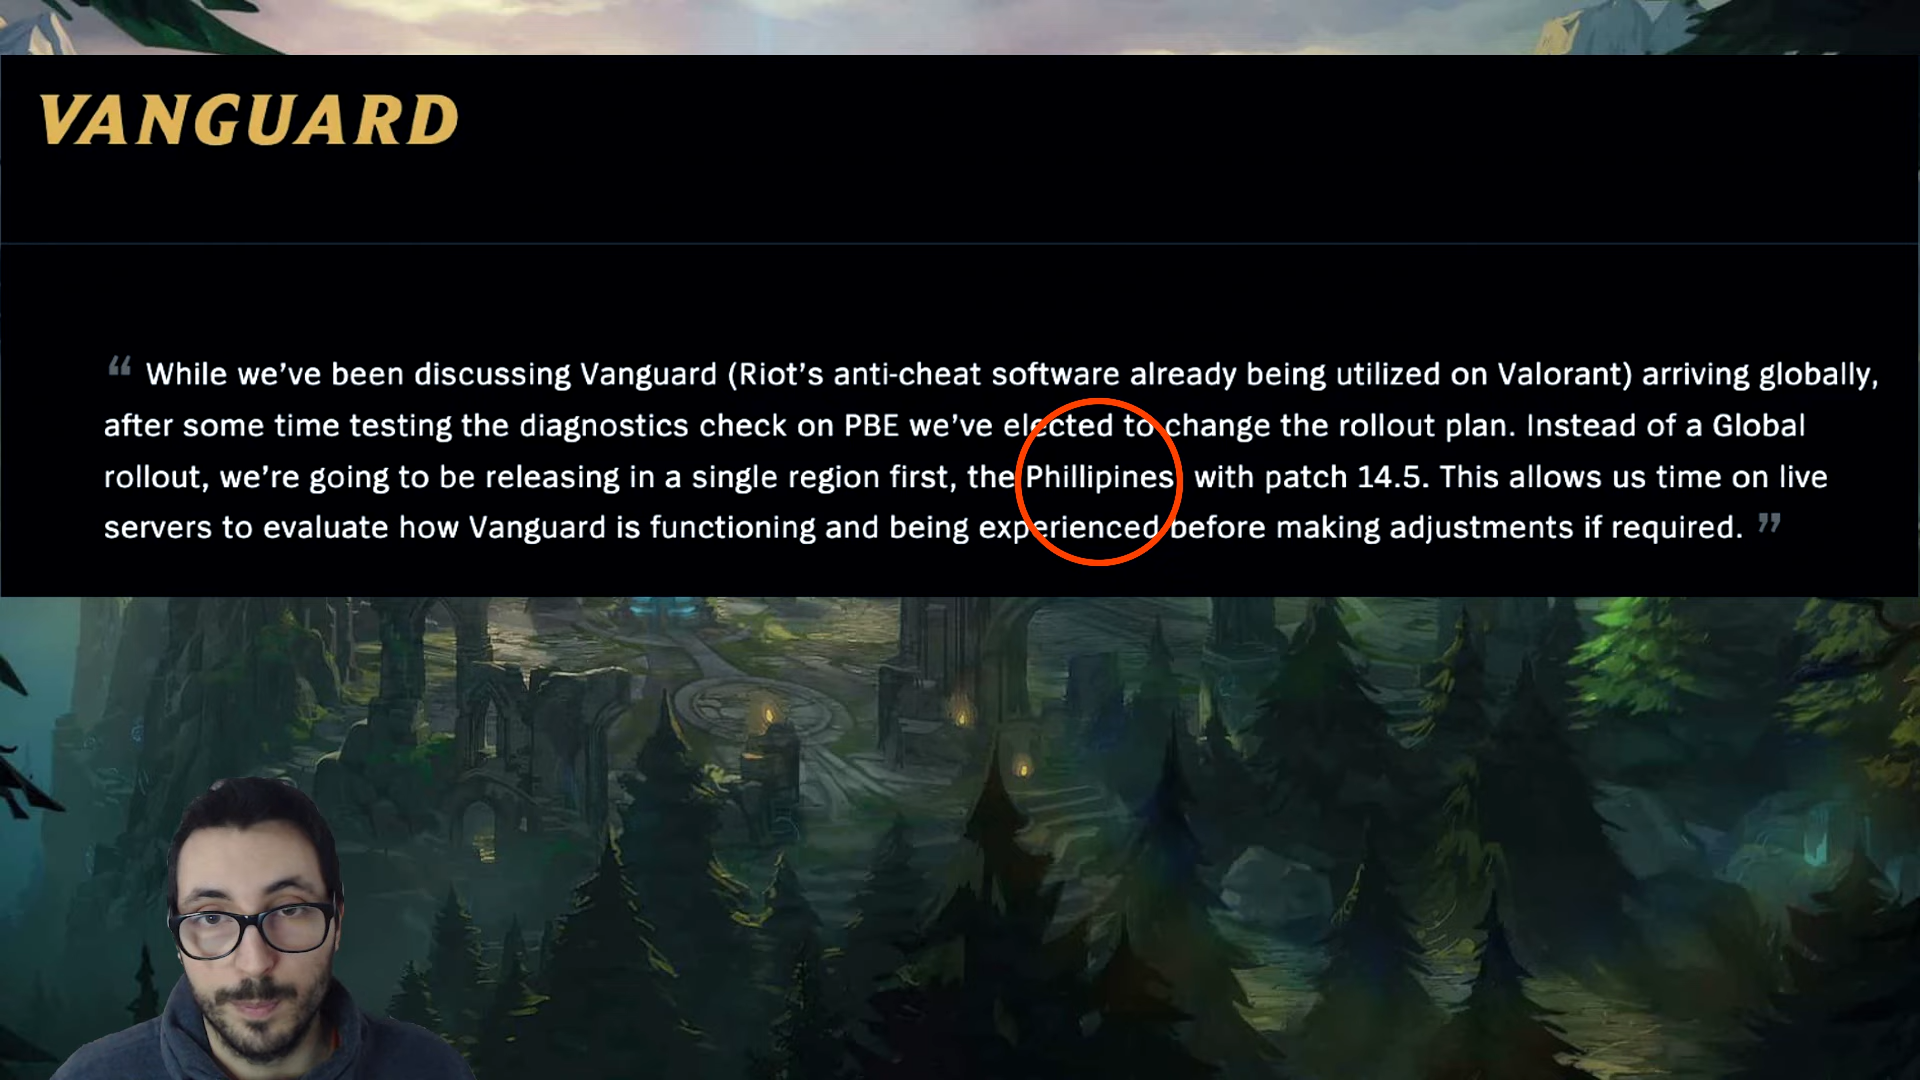 VANGUARD
“ While we’ve been discussing Vanguard (Riot’s anti-cheat software already being utilized on Valorant) arriving globally,
after some time testing the diagnostics check on PBE we’ve elected to change the rollout plan. Instead of a Global
rollout, we’re going to be releasing in a single region first, the Phillipines, with patch 14.5. This allows us time on live
servers to evaluate how Vanguard is functioning and being experienced before making adjustments if required. ”